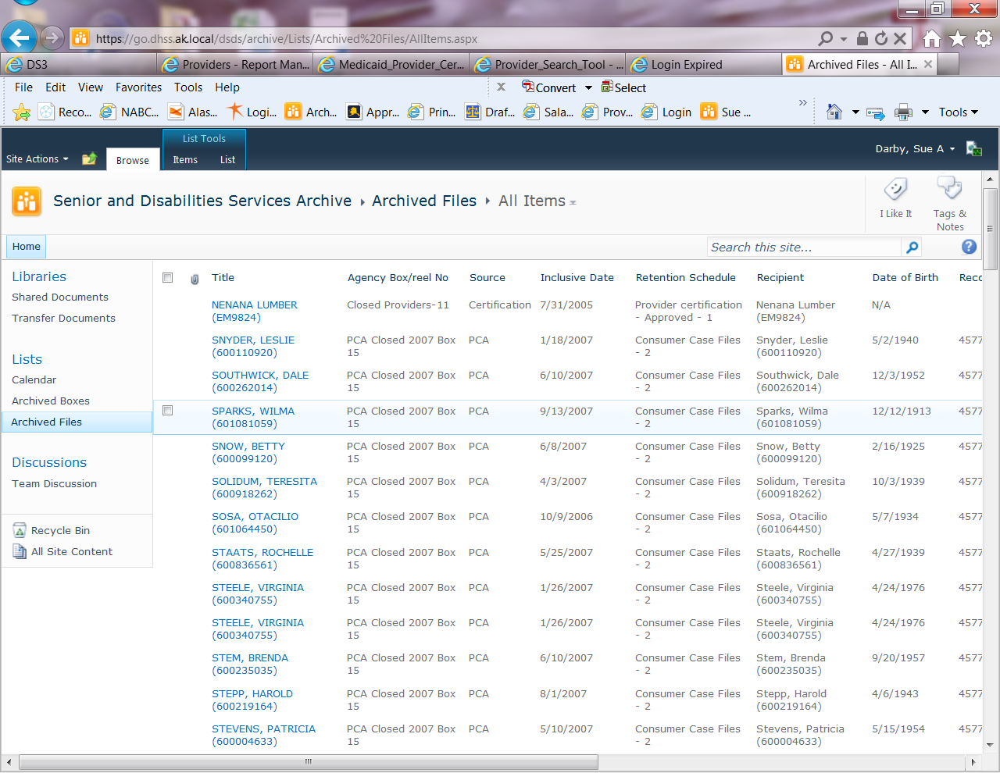 https://go.dhss.ak.local/dsds/archive/Lists/Archived%20Files/AllItems.aspx
DS3
Providers - Report Man...
Medicaid_Provider_Cer...
Provider_Search_Tool - ...
Login Expired
Archived Files - All I...
File Edit View Favorites Tools Help
x Convert Select
Reco... NABC... Alas... Logi... Arch... Appr... Prin... Draf... Sala... Prov... Login Sue ... » Tools
List Tools
Site Actions Browse Items List Darby, Sue A
Senior and Disabilities Services Archive Archived Files All Items
I Like It
Tags & Notes
Home
Search this site...
Libraries
Shared Documents
Transfer Documents
Lists
Calendar
Archived Boxes
Archived Files
Discussions
Team Discussion
Recycle Bin
All Site Content
Title Agency Box/reel No Source Inclusive Date Retention Schedule Recipient Date of Birth Reco
NENANA LUMBER Closed Providers-11 Certification 7/31/2005 Provider certification Nenana Lumber N/A
(EM9824) - Approved - 1 (EM9824)
SNYDER, LESLIE PCA Closed 2007 Box PCA 1/18/2007 Consumer Case Files Snyder, Leslie 5/2/1940 4577
(600110920) 15 - 2 (600110920)
SOUTHWICK, DALE PCA Closed 2007 Box PCA 6/10/2007 Consumer Case Files Southwick, Dale 12/3/1952 4577
(600262014) 15 - 2 (600262014)
SPARKS, WILMA PCA Closed 2007 Box PCA 9/13/2007 Consumer Case Files Sparks, Wilma 12/12/1913 4577
(601081059) 15 - 2 (601081059)
SNOW, BETTY PCA Closed 2007 Box PCA 6/8/2007 Consumer Case Files Snow, Betty 2/16/1925 4577
(600099120) 15 - 2 (600099120)
SOLIDUM, TERESITA PCA Closed 2007 Box PCA 4/3/2007 Consumer Case Files Solidum, Teresita 10/3/1939 4577
(600918262) 15 - 2 (600918262)
SOSA, OTACILIO PCA Closed 2007 Box PCA 10/9/2006 Consumer Case Files Sosa, Otacilio 5/7/1934 4577
(601064450) 15 - 2 (601064450)
STAATS, ROCHELLE PCA Closed 2007 Box PCA 5/25/2007 Consumer Case Files Staats, Rochelle 4/27/1939 4577
(600836561) 15 - 2 (600836561)
STEELE, VIRGINIA PCA Closed 2007 Box PCA 1/26/2007 Consumer Case Files Steele, Virginia 4/24/1976 4577
(600340755) 15 - 2 (600340755)
STEELE, VIRGINIA PCA Closed 2007 Box PCA 1/26/2007 Consumer Case Files Steele, Virginia 4/24/1976 4577
(600340755) 15 - 2 (600340755)
STEM, BRENDA PCA Closed 2007 Box PCA 6/10/2007 Consumer Case Files Stem, Brenda 9/20/1957 4577
(600235035) 15 - 2 (600235035)
STEPP, HAROLD PCA Closed 2007 Box PCA 8/1/2007 Consumer Case Files Stepp, Harold 4/6/1943 4577
(600219164) 15 - 2 (600219164)
STEVENS, PATRICIA PCA Closed 2007 Box PCA 5/10/2007 Consumer Case Files Stevens, Patricia 5/15/1954 4577
(600004633) 15 - 2 (600004633)